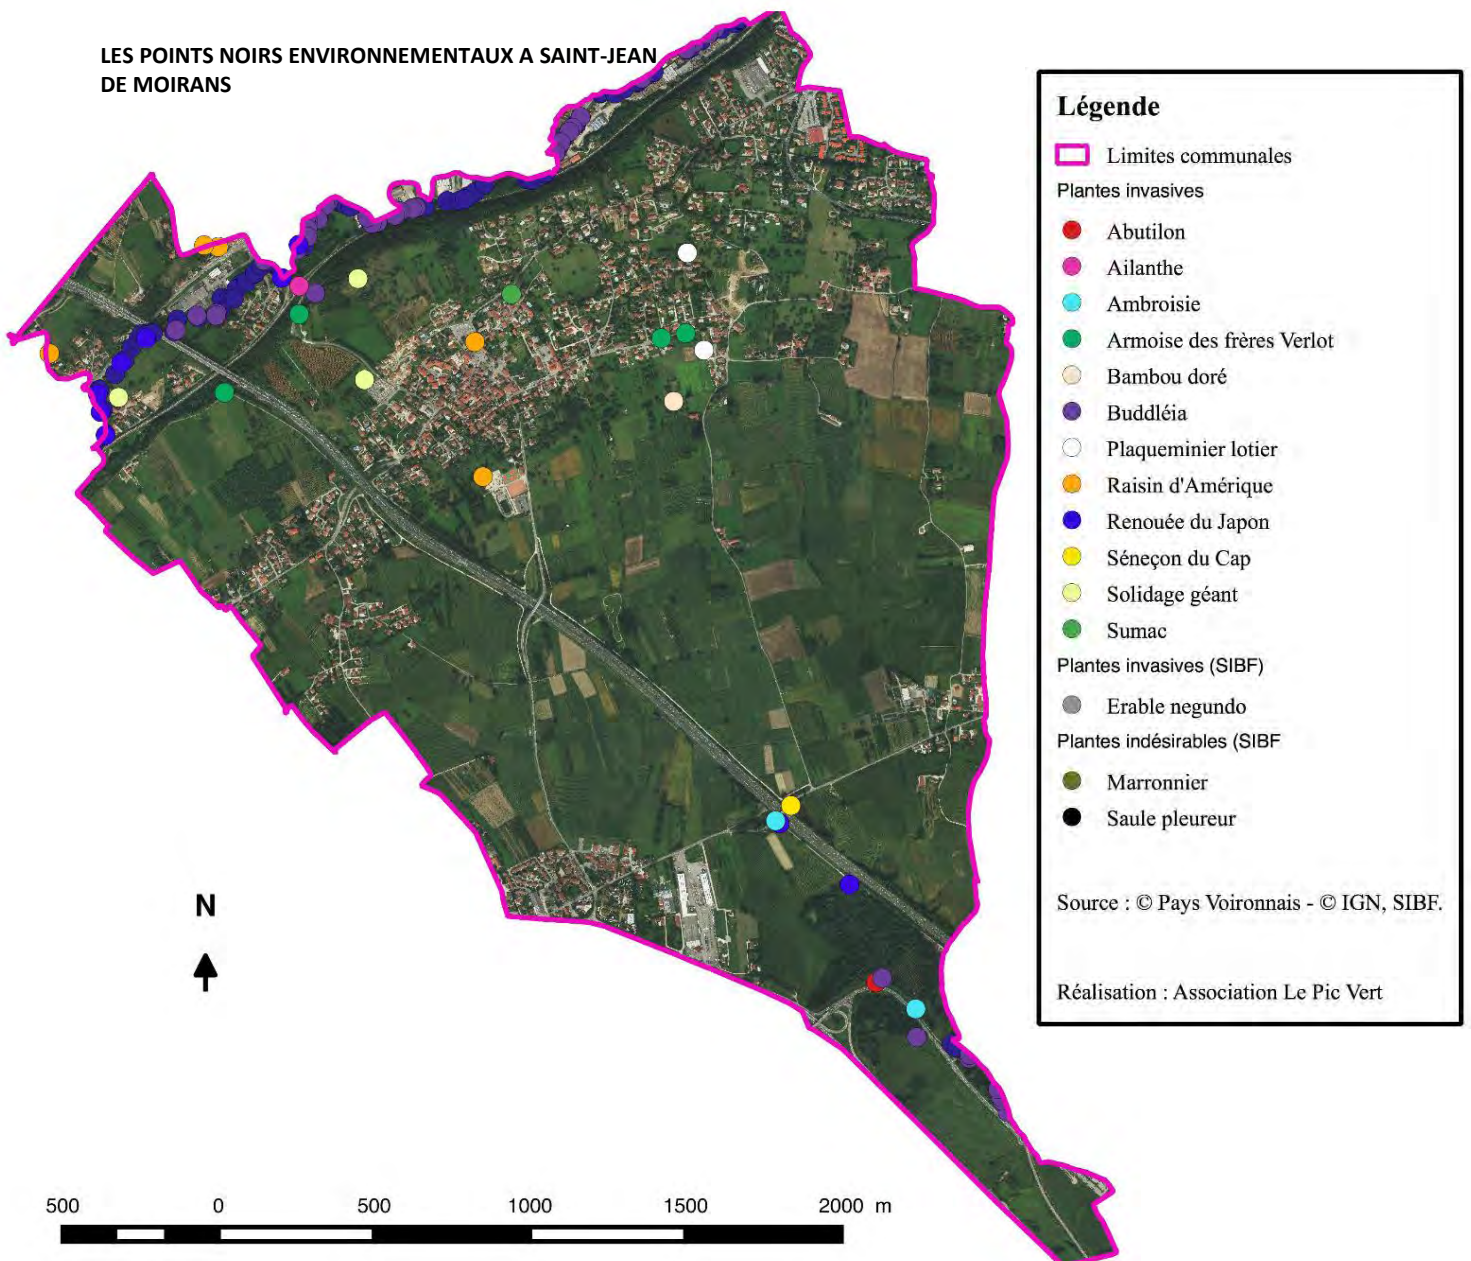 LES POINTS NOIRS ENVIRONNEMENTAUX A SAINT-JEAN
DE MOIRANS
Légende
Limites communales
Plantes invasives
Abutilon
Ailanthe
Ambroisie
Armoise des frères Verlot
Bambou doré
Buddléia
Plaqueminier lotier
Raisin d'Amérique
Renouée du Japon
Séneçon du Cap
Solidage géant
Sumac
Plantes invasives (SIBF)
Erable negundo
Plantes indésirables (SIBF
Marronnier
Saule pleureur
Source : © Pays Voironnais - © IGN, SIBF.
Réalisation : Association Le Pic Vert
N
500 0 500 1000 1500 2000 m